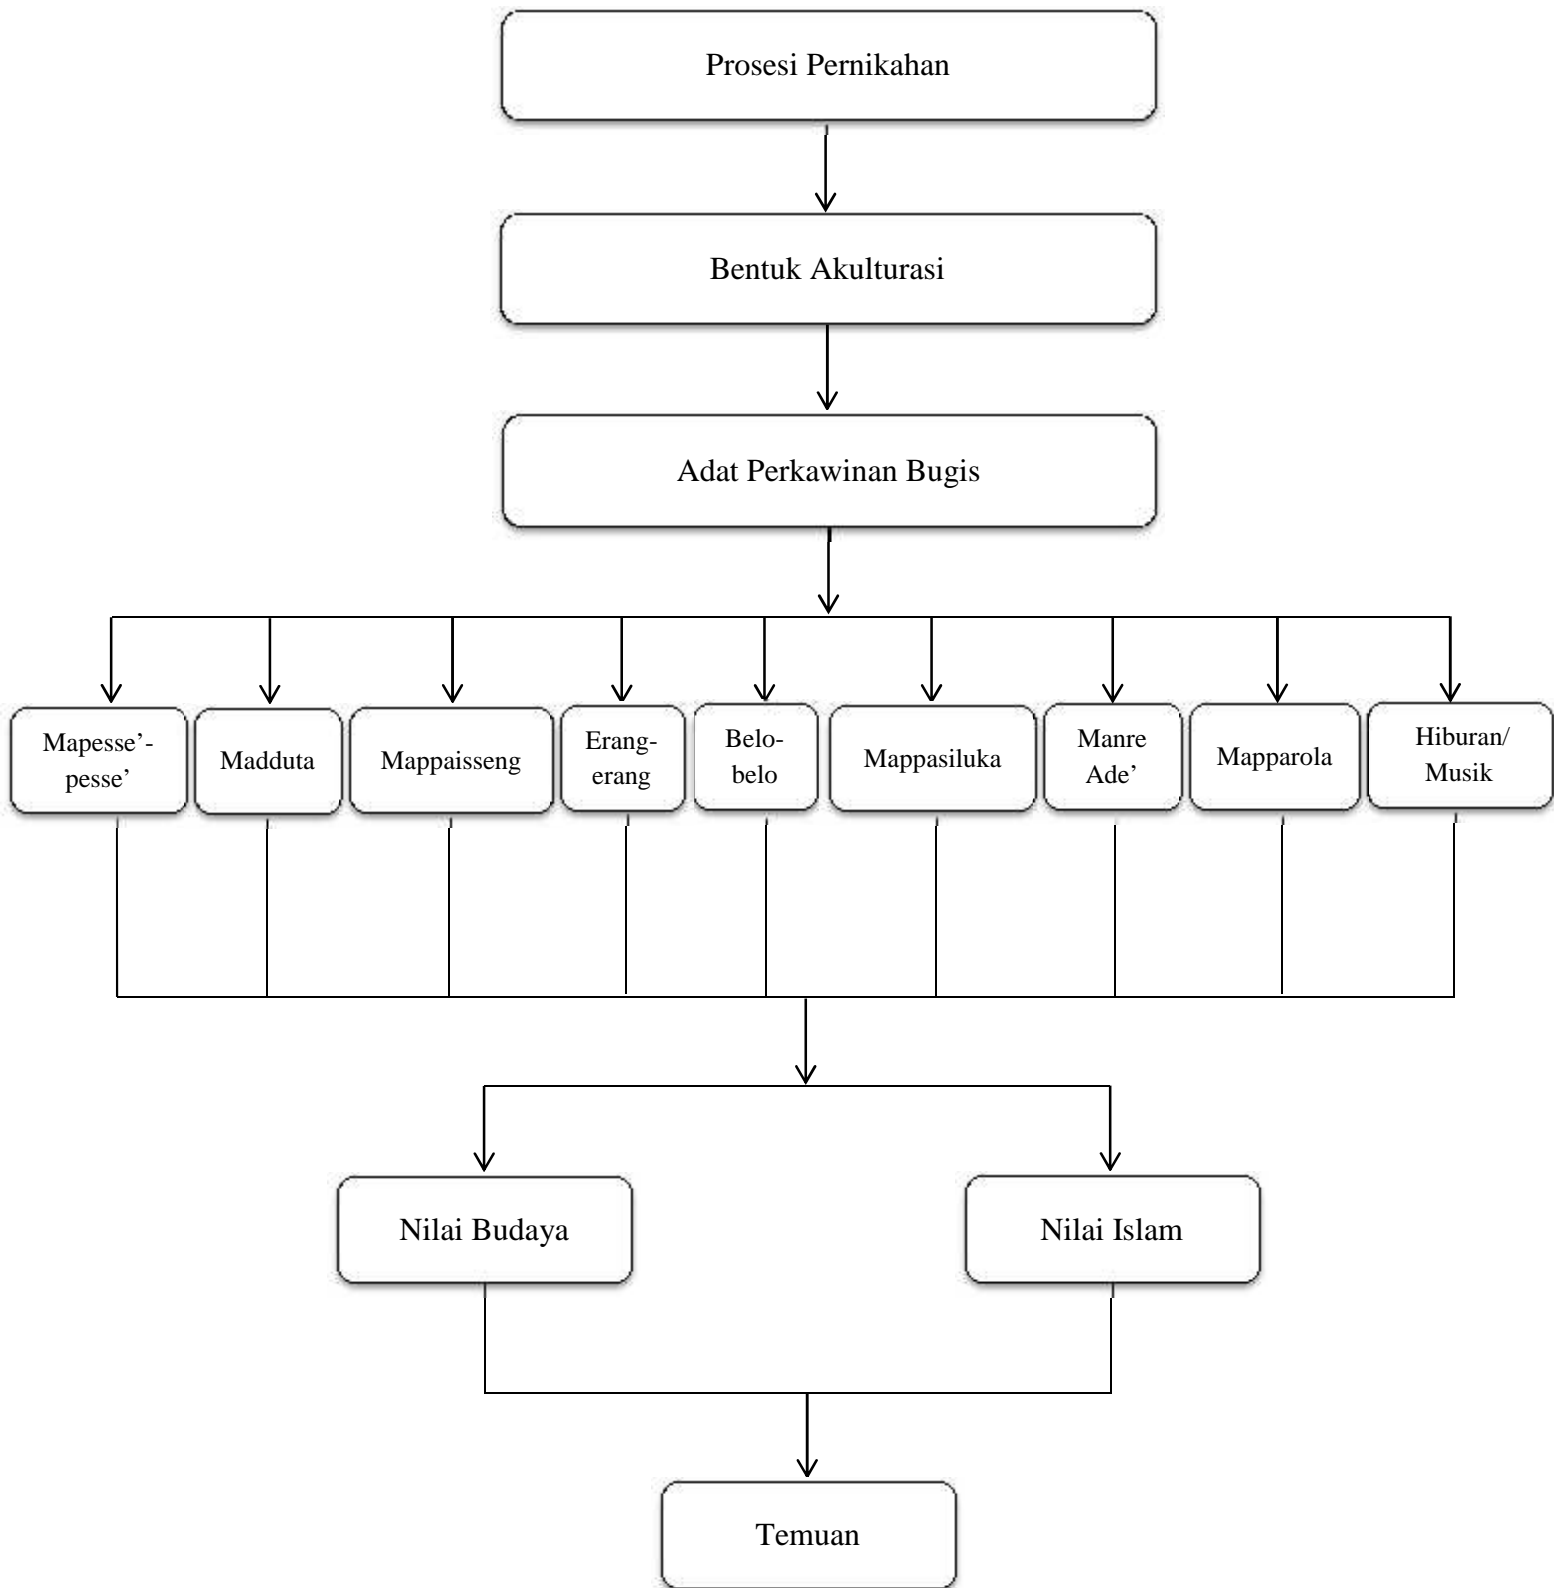 Prosesi Pernikahan
Bentuk Akulturasi
Adat Perkawinan Bugis
Mapesse’-
pesse’
Madduta
Mappaisseng
Erang-
erang
Belo-
belo
Mappasiluka
Manre
Ade’
Mapparola
Hiburan/
Musik
Nilai Budaya
Nilai Islam
Temuan